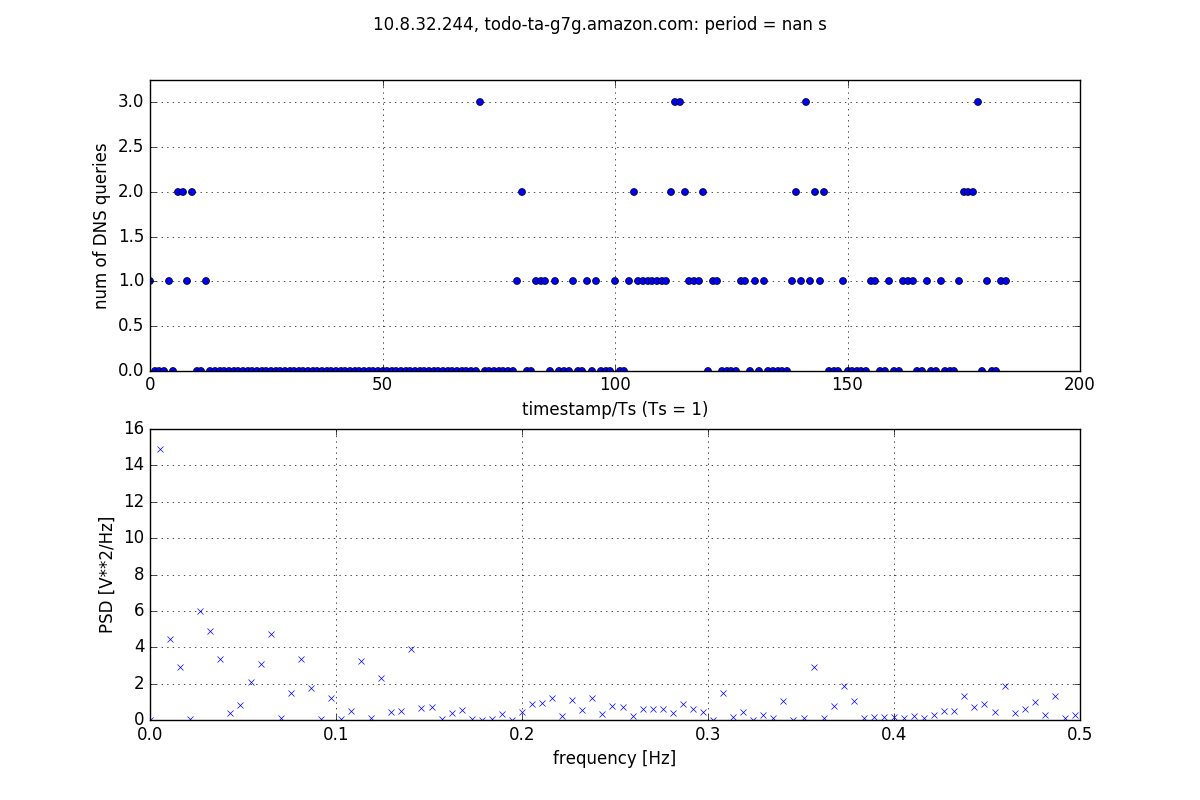 10.8.32.244, todo-ta-g7g.amazon.com: period = nan s
3.0
2.5
2.0
1.5
1.0
0.5
0.0
num of DNS queries
0 50 100 150 200
timestamp/Ts (Ts = 1)
16
14
12
10
8
6
4
2
0
PSD [V**2/Hz]
0.0 0.1 0.2 0.3 0.4 0.5
frequency [Hz]